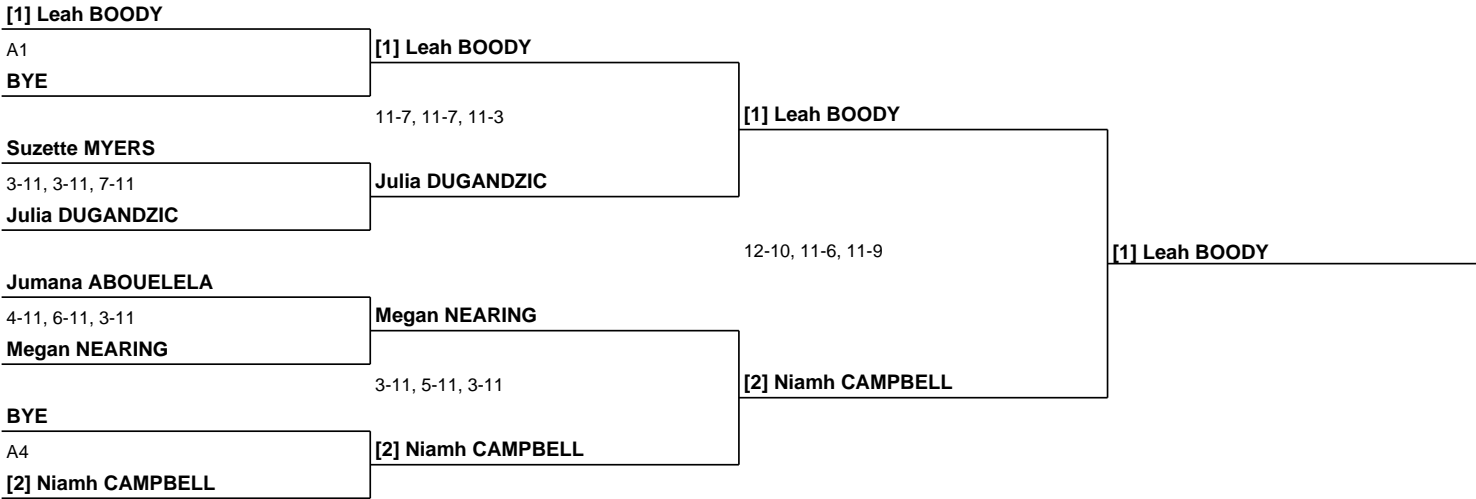 [1] Leah BOODY
A1
BYE
[1] Leah BOODY
11-7, 11-7, 11-3
[1] Leah BOODY
Suzette MYERS
3-11, 3-11, 7-11
Julia DUGANDZIC
Julia DUGANDZIC
12-10, 11-6, 11-9
[1] Leah BOODY
Jumana ABOUELELA
4-11, 6-11, 3-11
Megan NEARING
Megan NEARING
3-11, 5-11, 3-11
[2] Niamh CAMPBELL
BYE
A4
[2] Niamh CAMPBELL
[2] Niamh CAMPBELL